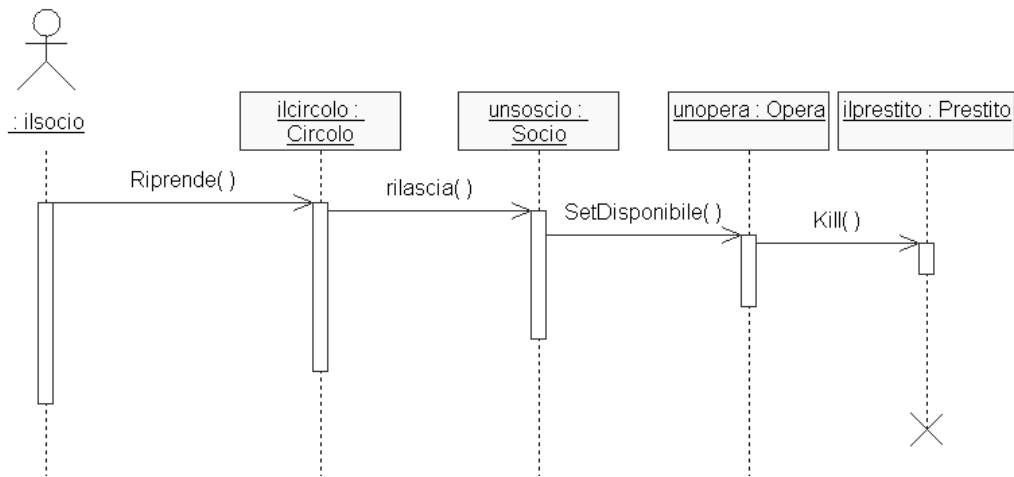 : ilsocio
ilcircolo :
Circolo
unsoscio :
Socio
unopera : Opera
ilprestito : Prestito
Riprende( )
rilascia( )
SetDisponibile( )
Kill( )